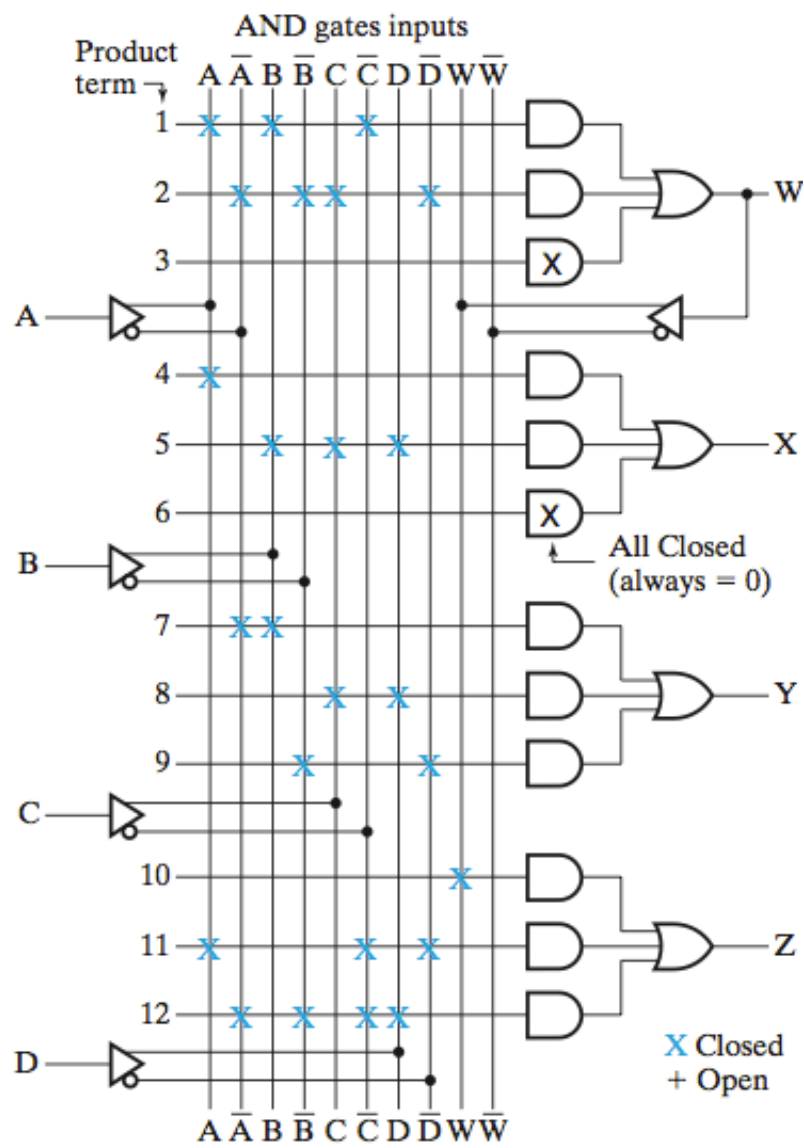 AND gates inputs
Product
term
A A̅ B B̅ C C̅ D D̅ W W̅
1
2
W
3
X
A
4
5
X
6
X
B
All Closed
(always = 0)
7
8
Y
9
C
10
11
Z
12
X Closed
D
+ Open
A A̅ B B̅ C C̅ D D̅ W W̅